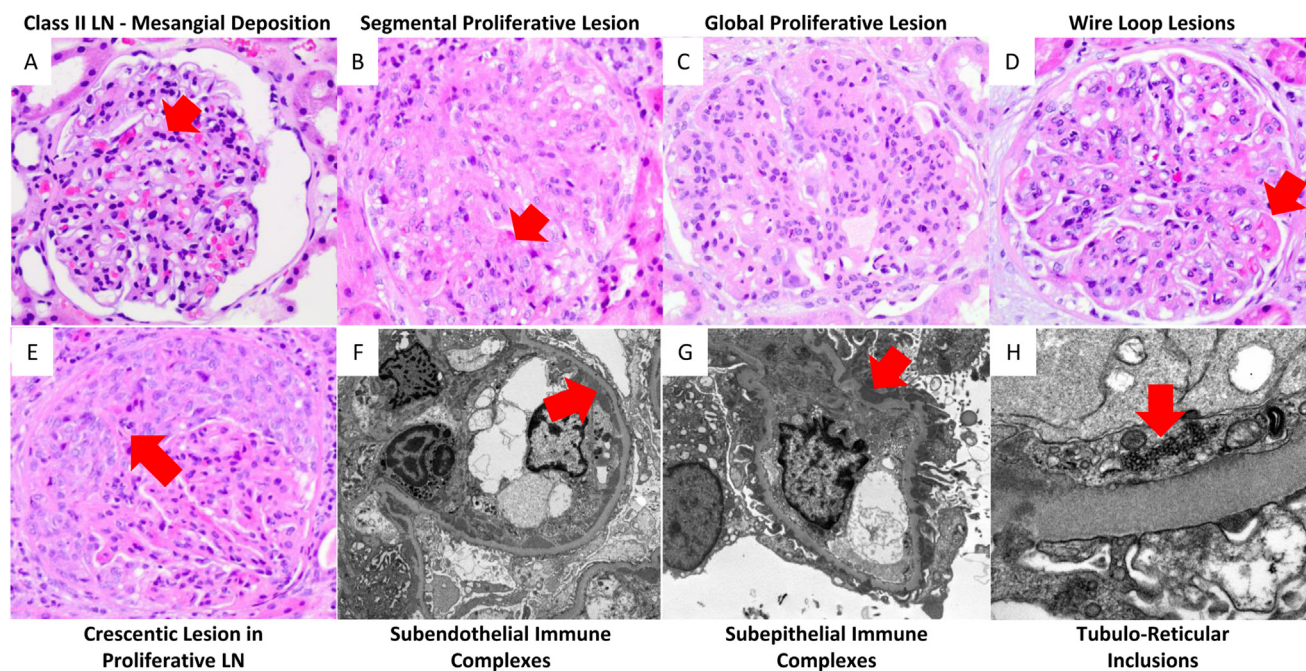 Class II LN - Mesangial Deposition
Segmental Proliferative Lesion
Global Proliferative Lesion
Wire Loop Lesions
A
B
C
D
E
F
G
H
Crescentic Lesion in
Proliferative LN
Subendothelial Immune
Complexes
Subepithelial Immune
Complexes
Tubulo-Reticular
Inclusions